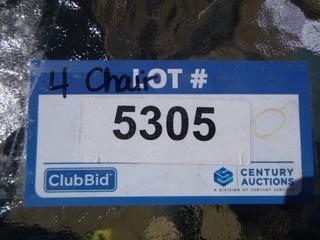 4 Chair
LOT #
5305
ClubBid
CENTURY
AUCTIONS
A DIVISION OF CENTURY SERVICES